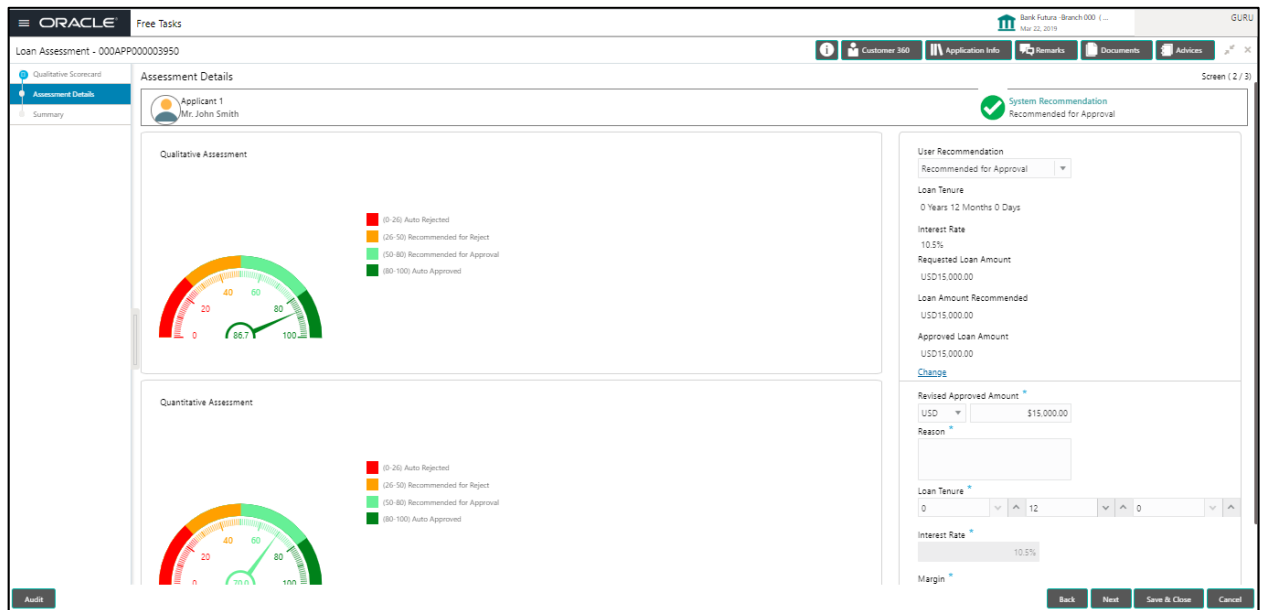 ORACLE
Free Tasks
Bank Futura -Branch 000 ( ...
Mar 22, 2019
GURU
Loan Assessment - 000APP000003950
Customer 360
Application Info
Remarks
Documents
Advices
Qualitative Scorecard
Assessment Details
Summary
Assessment Details
Screen ( 2 / 3)
Applicant 1
Mr. John Smith
System Recommendation
Recommended for Approval
Qualitative Assessment
(0-26) Auto Rejected
(26-50) Recommended for Reject
(50-80) Recommended for Approval
(80-100) Auto Approved
0
20
40
60
80
100
86.7
Quantitative Assessment
(0-26) Auto Rejected
(26-50) Recommended for Reject
(50-80) Recommended for Approval
(80-100) Auto Approved
0
20
40
60
80
100
70.0
User Recommendation
Recommended for Approval
Loan Tenure
0 Years 12 Months 0 Days
Interest Rate
10.5%
Requested Loan Amount
USD15,000.00
Loan Amount Recommended
USD15,000.00
Approved Loan Amount
USD15,000.00
Change
Revised Approved Amount *
USD $15,000.00
Reason *
Loan Tenure *
0 12 0
Interest Rate *
10.5%
Margin *
Audit
Back
Next
Save & Close
Cancel